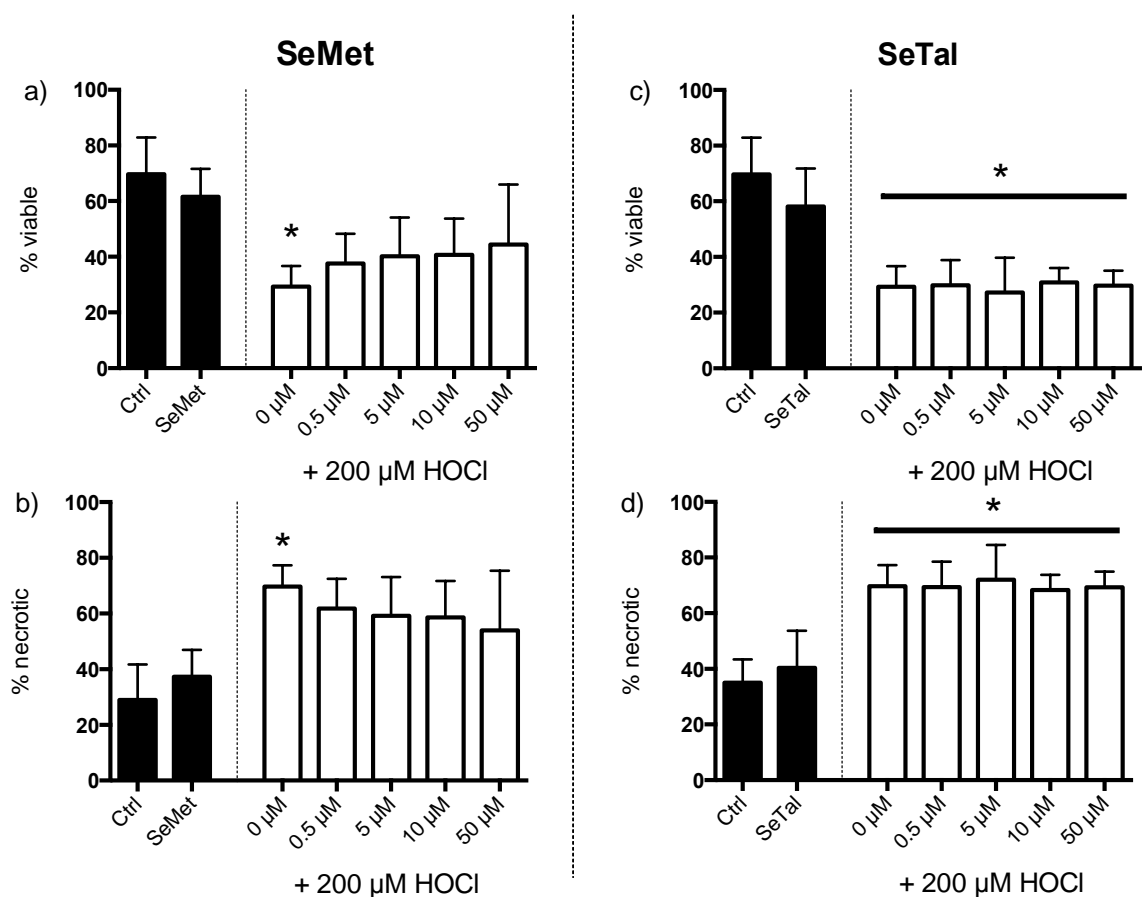 SeMet
a)
% viable
100
80
60
40
20
0
Ctrl
SeMet
0 µM
0.5 µM
5 µM
10 µM
50 µM
*
+ 200 µM HOCl
b)
% necrotic
100
80
60
40
20
0
Ctrl
SeMet
0 µM
0.5 µM
5 µM
10 µM
50 µM
*
+ 200 µM HOCl
SeTal
c)
% viable
100
80
60
40
20
0
Ctrl
SeTal
0 µM
0.5 µM
5 µM
10 µM
50 µM
*
+ 200 µM HOCl
d)
% necrotic
100
80
60
40
20
0
Ctrl
SeTal
0 µM
0.5 µM
5 µM
10 µM
50 µM
*
+ 200 µM HOCl